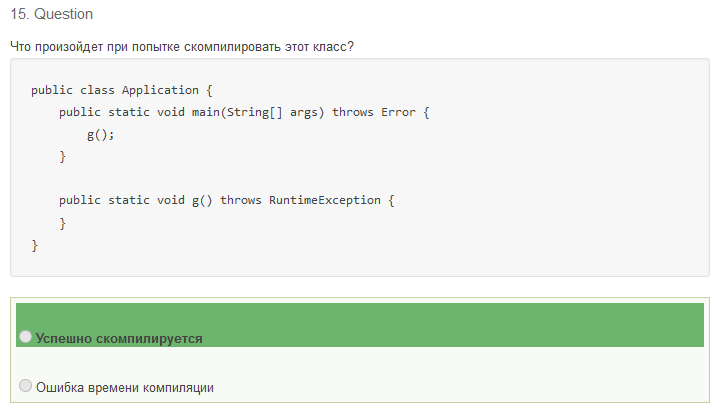 15. Question
Что произойдет при попытке скомпилировать этот класс?
public class Application {
    public static void main(String[] args) throws Error {
        g();
    }
    public static void g() throws RuntimeException {
    }
}
Успешно скомпилируется
Ошибка времени компиляции